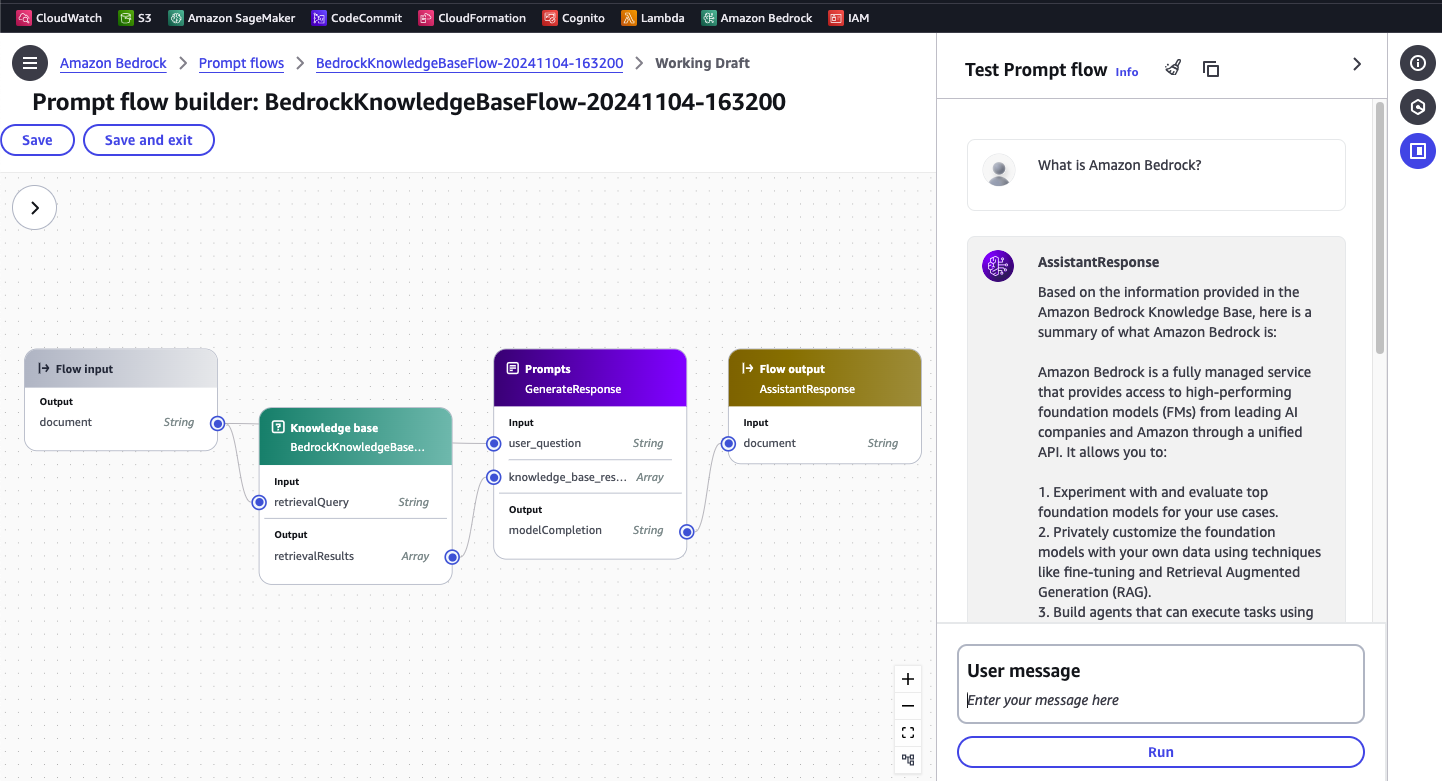 CloudWatch S3 Amazon SageMaker CodeCommit CloudFormation Cognito Lambda Amazon Bedrock IAM
Amazon Bedrock > Prompt flows > BedrockKnowledgeBaseFlow-20241104-163200 > Working Draft
Prompt flow builder: BedrockKnowledgeBaseFlow-20241104-163200
Save Save and exit
Flow input
Output
document String
Knowledge base
BedrockKnowledgeBase...
Input
retrievalQuery String
Output
retrievalResults Array
Prompts
GenerateResponse
Input
user_question String
knowledge_base_res... Array
Output
modelCompletion String
Flow output
AssistantResponse
Input
document String
Test Prompt flow Info
What is Amazon Bedrock?
AssistantResponse
Based on the information provided in the
Amazon Bedrock Knowledge Base, here is a
summary of what Amazon Bedrock is:
Amazon Bedrock is a fully managed service
that provides access to high-performing
foundation models (FMs) from leading AI
companies and Amazon through a unified
API. It allows you to:
1. Experiment with and evaluate top
foundation models for your use cases.
2. Privately customize the foundation
models with your own data using techniques
like fine-tuning and Retrieval Augmented
Generation (RAG).
3. Build agents that can execute tasks using
User message
Enter your message here
Run